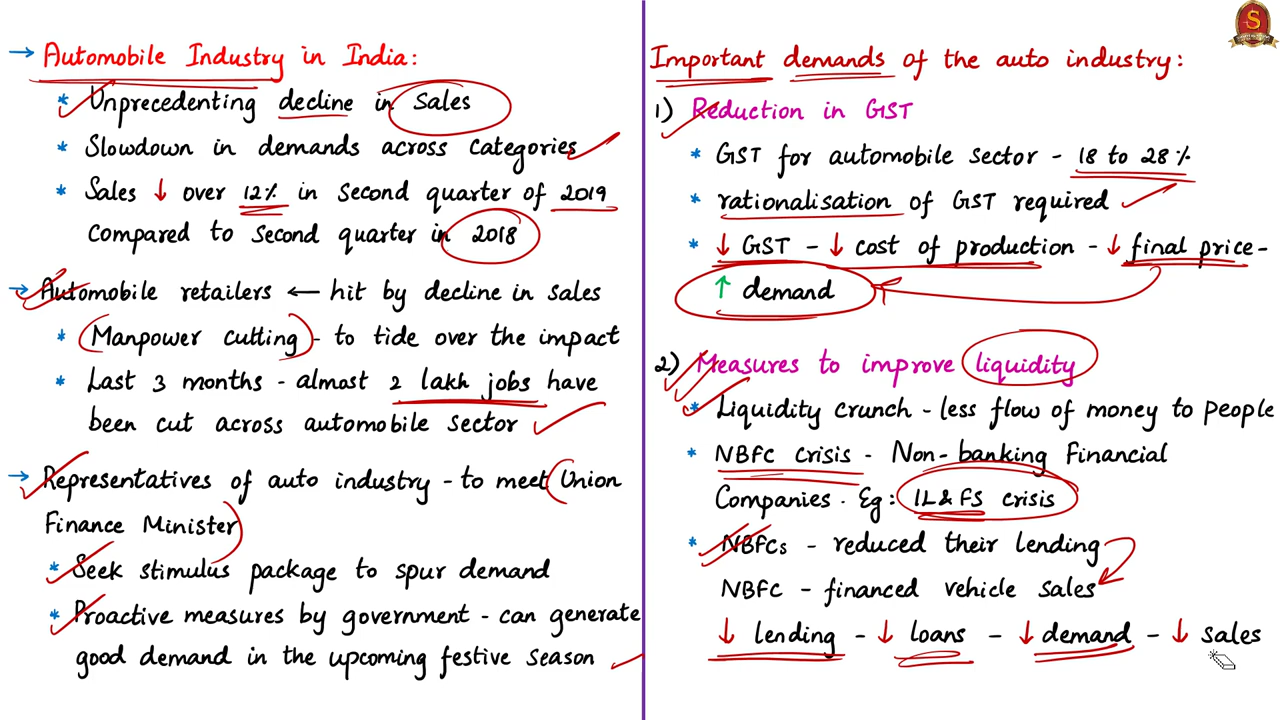 → Automobile Industry in India:
* Unprecedenting decline in Sales
* Slowdown in demands across categories
* Sales ↓ over 12% in second quarter of 2019
compared to second quarter in 2018
→ Automobile retailers ← hit by decline in sales
* (Manpower cutting) - to tide over the impact
* Last 3 months - almost 2 lakh jobs have
been cut across automobile sector
→ Representatives of auto industry - to meet (Union
Finance Minister)
* Seek stimulus package to spur demand
* Proactive measures by government - can generate
good demand in the upcoming festive season
Important demands of the auto industry:
1) Reduction in GST
* GST for automobile sector - 18 to 28%
* rationalisation of GST required
* ↓ GST - ↓ cost of production - ↓ final price -
↑ demand
2) Measures to improve liquidity
* Liquidity crunch - less flow of money to people
* NBFC crisis - Non-banking Financial
Companies. Eg: IL&FS crisis
* NBFCs - reduced their lending
NBFC - financed vehicle sales
↓ lending - ↓ loans - ↓ demand - ↓ sales
S